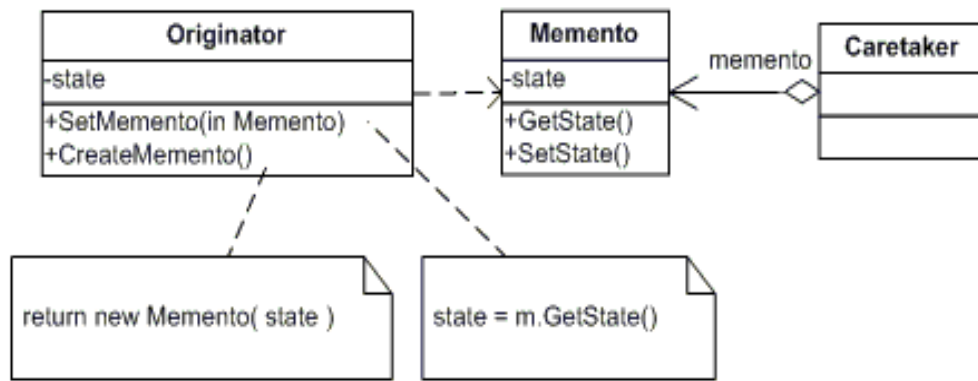 Originator
-state
+SetMemento(in Memento)
+CreateMemento()
Memento
-state
+GetState()
+SetState()
memento
Caretaker
return new Memento( state )
state = m.GetState()